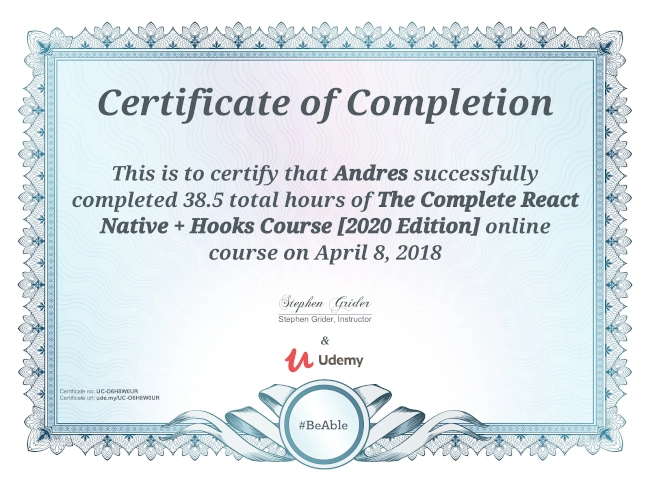 Certificate of Completion
This is to certify that Andres successfully
completed 38.5 total hours of The Complete React
Native + Hooks Course [2020 Edition] online
course on April 8, 2018
Stephen Grider
Stephen Grider, Instructor
&
Udemy
Certificate no: UC-O6H8W0UR
Certificate url: ude.my/UC-O6H8W0UR
#BeAble